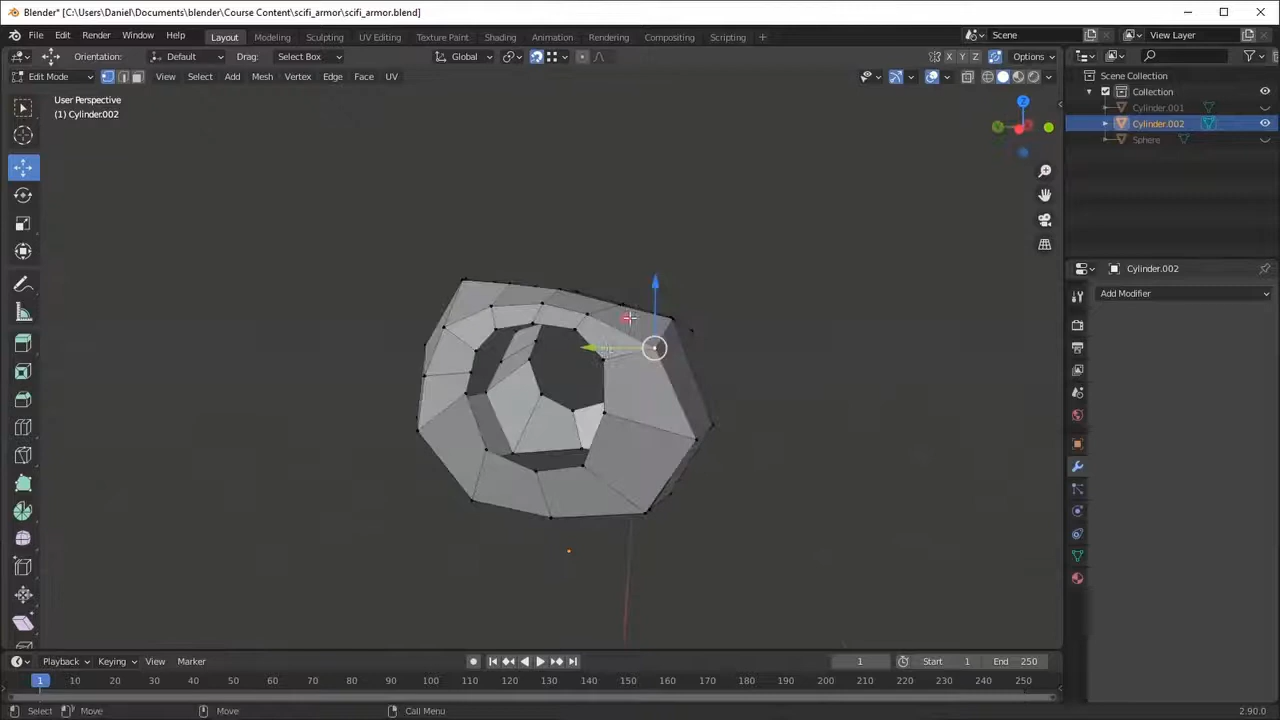 Blender* [C:\Users\Daniel\Documents\blender\Course Content\scifi_armor\scifi_armor.blend]
File Edit Render Window Help Layout Modeling Sculpting UV Editing Texture Paint Shading Animation Rendering Compositing Scripting + Scene View Layer
Orientation: Default Drag: Select Box Global X Y Z Options
Edit Mode View Select Add Mesh Vertex Edge Face UV
User Perspective
(1) Cylinder.002
Z
Scene Collection
Collection
Cylinder.001
Cylinder.002
Sphere
Cylinder.002
Add Modifier
Playback Keying View Marker 1 Start 1 End 250
1 10 20 30 40 50 60 70 80 90 100 110 120 130 140 150 160 170 180 190 200 210 220 230 240 250
Select Move Move Call Menu 2.90.0